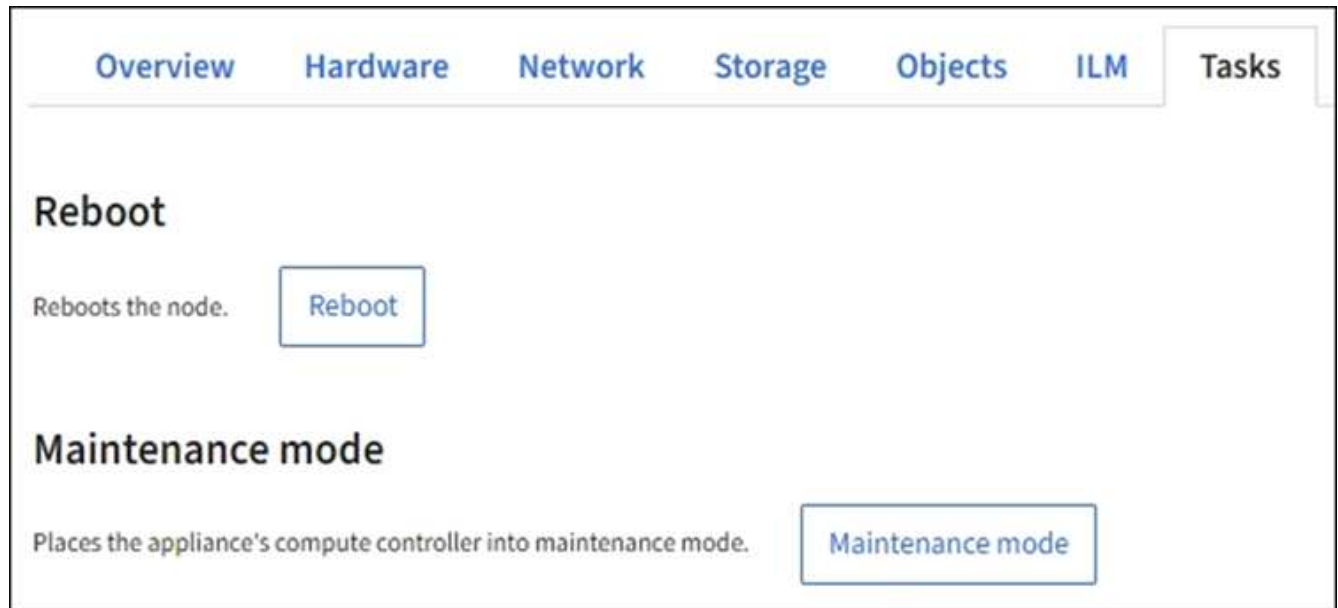 Overview Hardware Network Storage Objects ILM Tasks
Reboot
Reboots the node. Reboot
Maintenance mode
Places the appliance's compute controller into maintenance mode. Maintenance mode